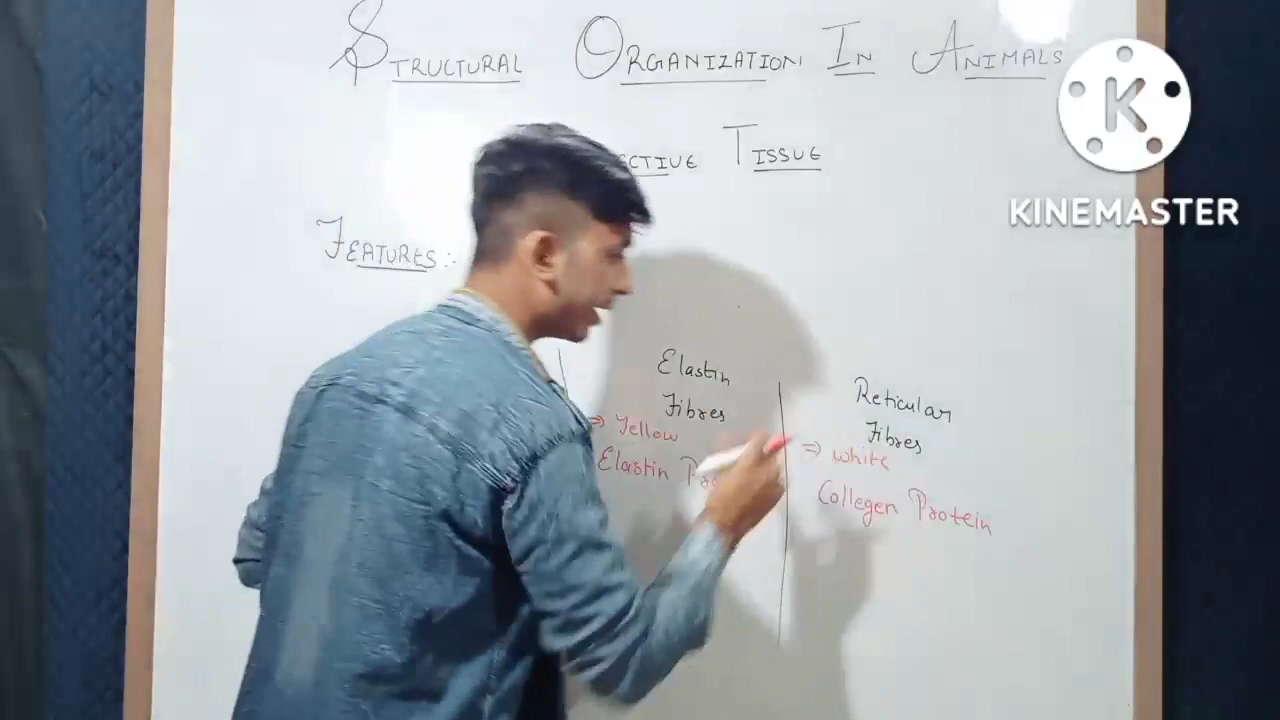 STRUCTURAL ORGANIZATION IN ANIMALS
TISSUE
FEATURES:-
Elastin
Fibres
⇒ Yellow
Elastin
Reticular
Fibres
⇒ White
Collegen Protein
K
KINEMASTER